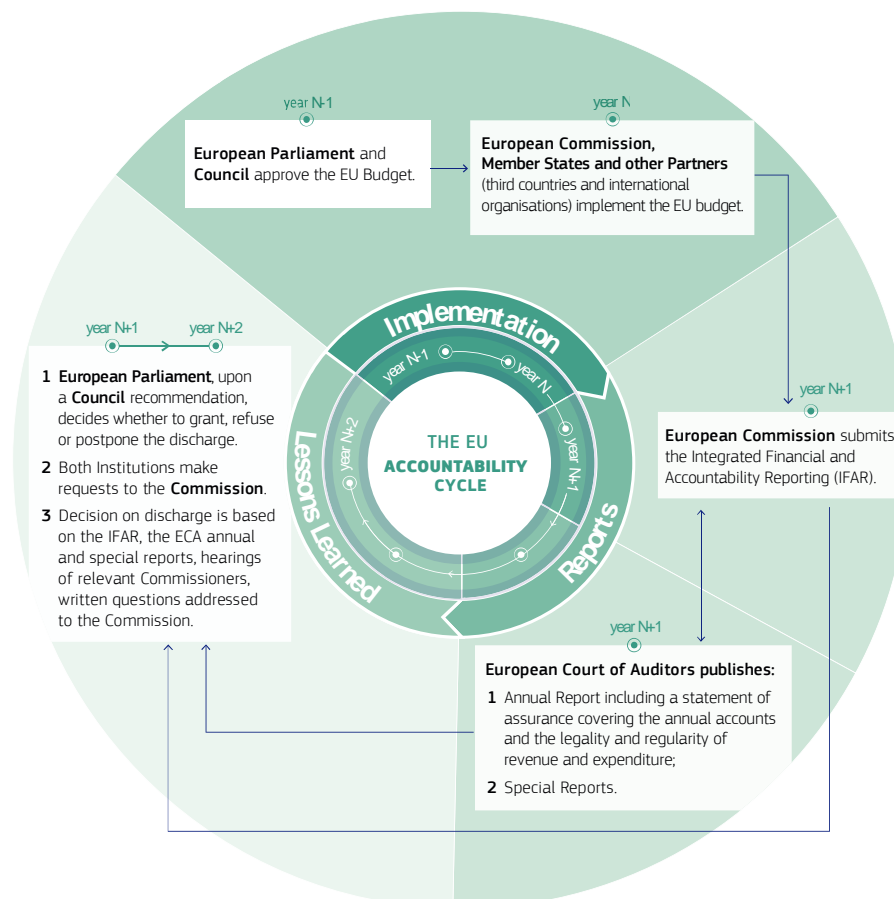 year N-1
European Parliament and
Council approve the EU Budget.
year N
European Commission,
Member States and other Partners
(third countries and international
organisations) implement the EU budget.
year N+1
European Commission submits
the Integrated Financial and
Accountability Reporting (IFAR).
year N+1
European Court of Auditors publishes:
1 Annual Report including a statement of
assurance covering the annual accounts
and the legality and regularity of
revenue and expenditure;
2 Special Reports.
year N+1
year N+2
1 European Parliament, upon
a Council recommendation,
decides whether to grant, refuse
or postpone the discharge.
2 Both Institutions make
requests to the Commission.
3 Decision on discharge is based
on the IFAR, the ECA annual
and special reports, hearings
of relevant Commissioners,
written questions addressed
to the Commission.
Implementation
Reports
Lessons Learned
year N-1
year N
year N+1
year N+2
THE EU
ACCOUNTABILITY
CYCLE